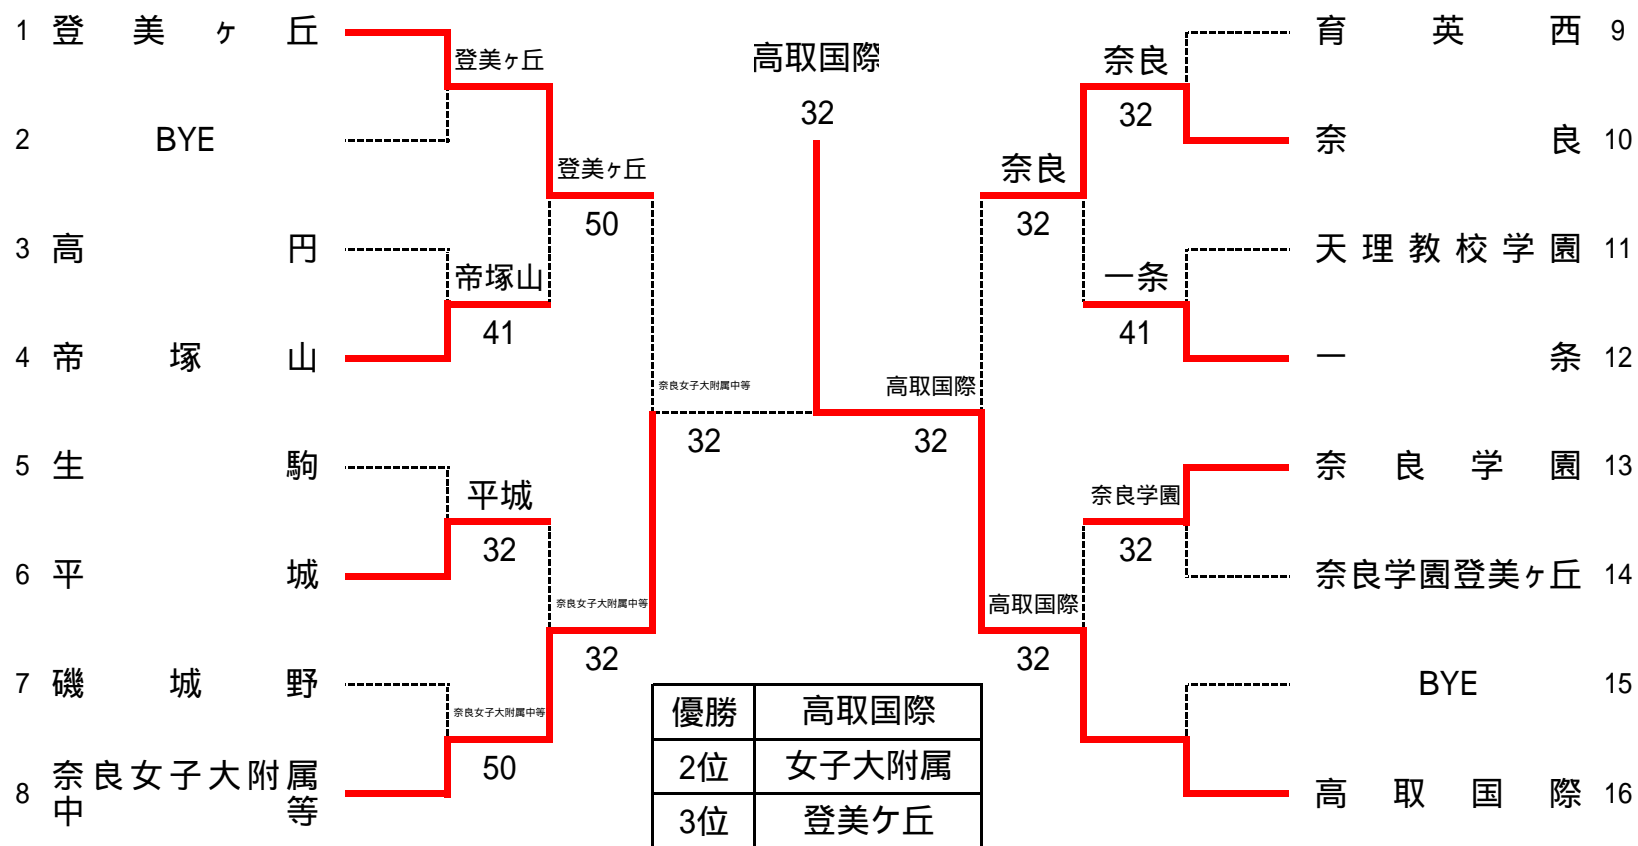 1 登美ヶ丘
登美ヶ丘
2 BYE
登美ヶ丘
50
3 高円
帝塚山
41
4 帝塚山
奈良女子大附属中等
32
5 生駒
平城
32
6 平城
奈良女子大附属中等
32
7 磯城野
奈良女子大附属中等
50
8 奈良女子大附属
中等
高取国際
32
育英西 9
奈良
32
奈良 10
奈良
32
天理教校学園 11
一条
41
一条 12
高取国際
32
奈良学園 13
奈良学園
32
奈良学園登美ヶ丘 14
高取国際
32
BYE 15
高取国際 16
優勝 高取国際
2位 女子大附属
3位 登美ケ丘